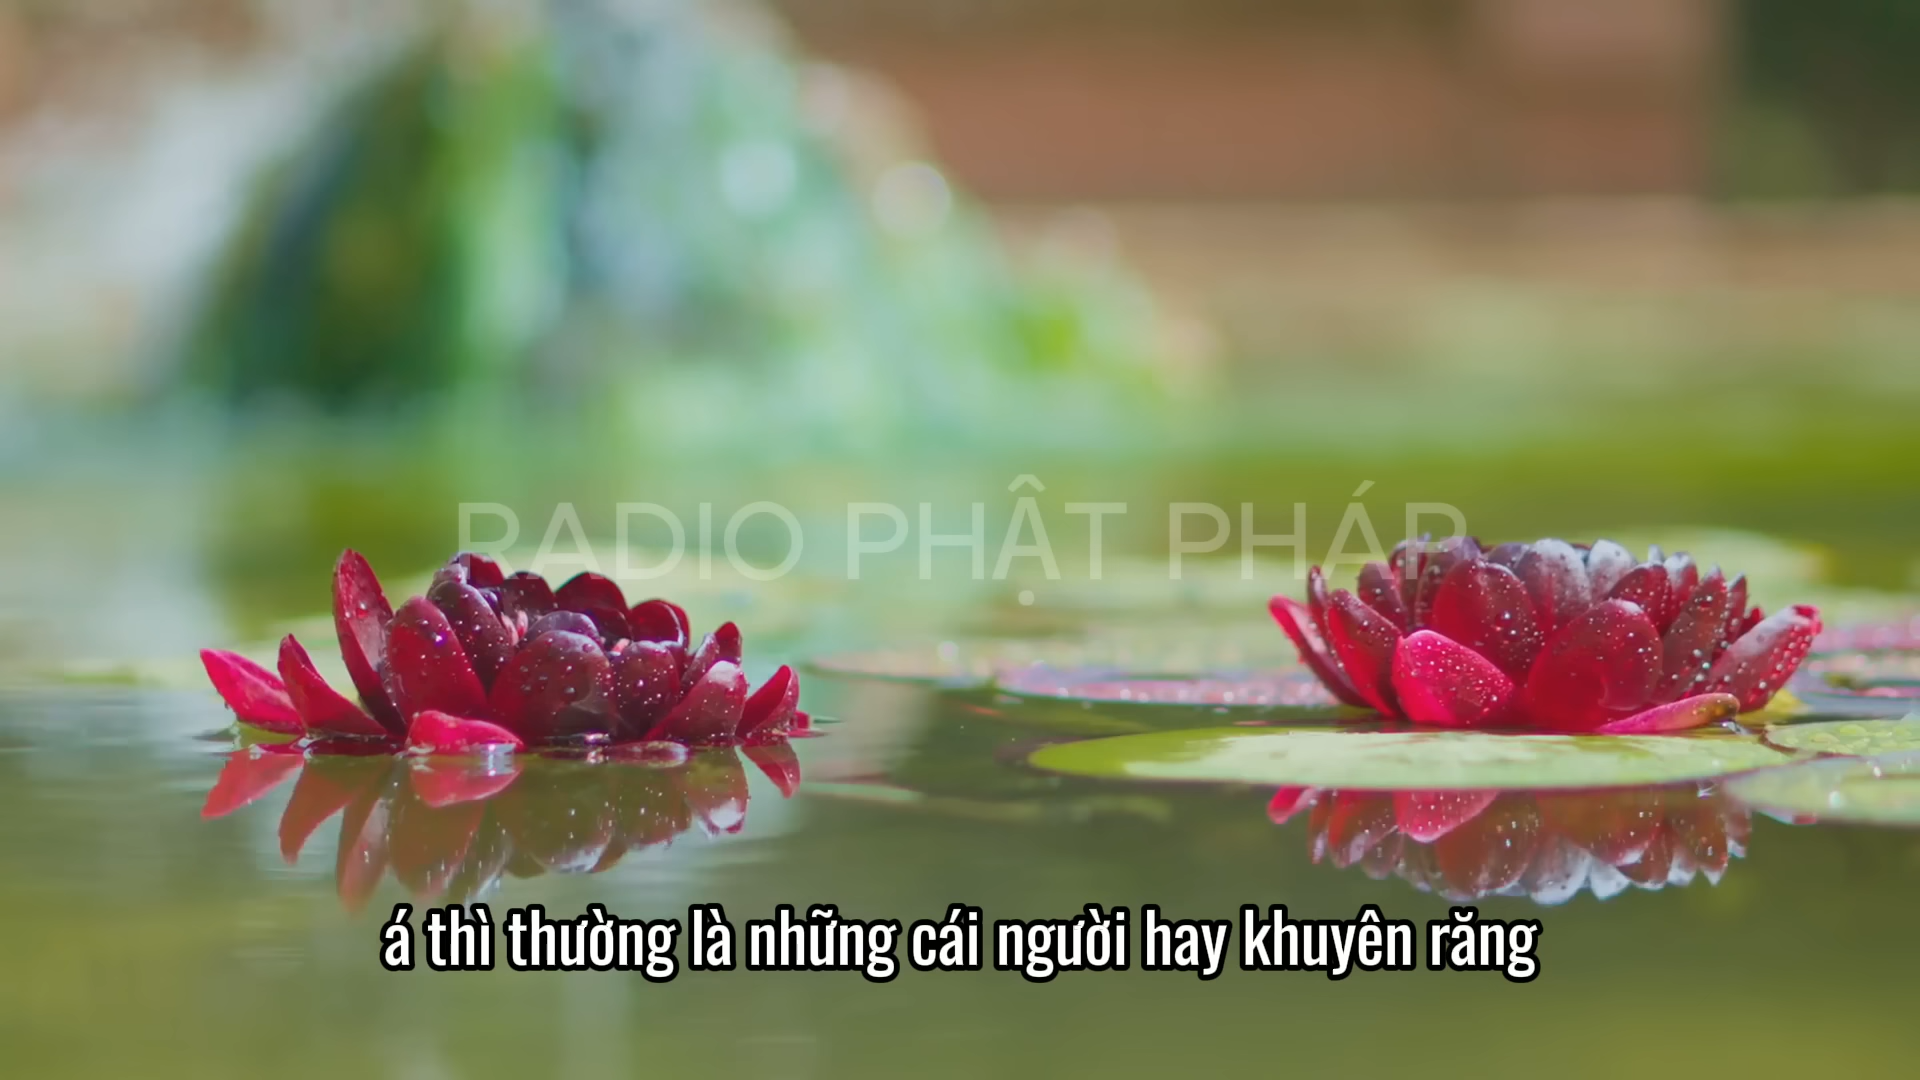 RADIO PHẬT PHÁP
á thì thường là những cái người hay khuyên răng